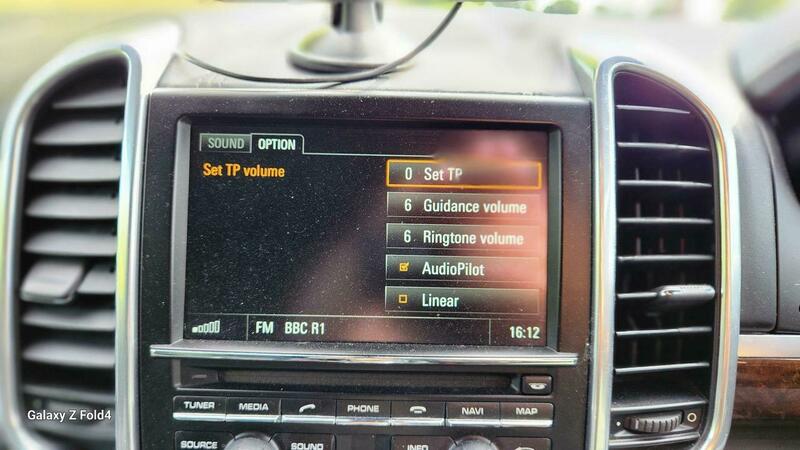 SOUND OPTION
Set TP volume
0 Set TP
6 Guidance volume
6 Ringtone volume
AudioPilot
Linear
FM BBC R1 16:12
TUNER MEDIA PHONE NAVI MAP
SOURCE SOUND INFO
Galaxy Z Fold4